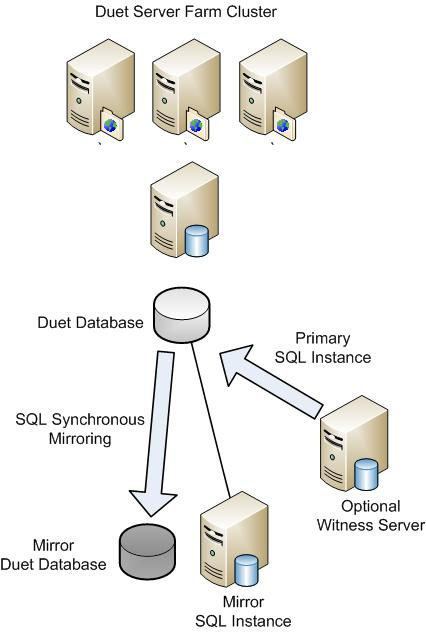 Duet Server Farm Cluster
Duet Database
Primary
SQL Instance
SQL Synchronous
Mirroring
Optional
Witness Server
Mirror
Duet Database
Mirror
SQL Instance